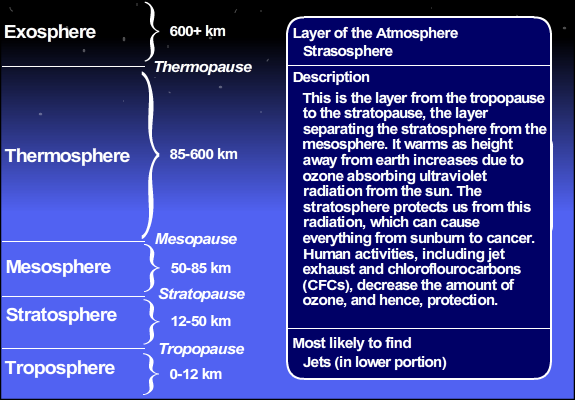 Exosphere
600+ km
Thermopause
Thermosphere
85-600 km
Mesopause
Mesosphere
50-85 km
Stratopause
Stratosphere
12-50 km
Tropopause
Troposphere
0-12 km
Layer of the Atmosphere
Strasosphere
Description
This is the layer from the tropopause
to the stratopause, the layer
separating the stratosphere from the
mesosphere. It warms as height
away from earth increases due to
ozone absorbing ultraviolet
radiation from the sun. The
stratosphere protects us from this
radiation, which can cause
everything from sunburn to cancer.
Human activities, including jet
exhaust and chloroflourocarbons
(CFCs), decrease the amount of
ozone, and hence, protection.
Most likely to find
Jets (in lower portion)